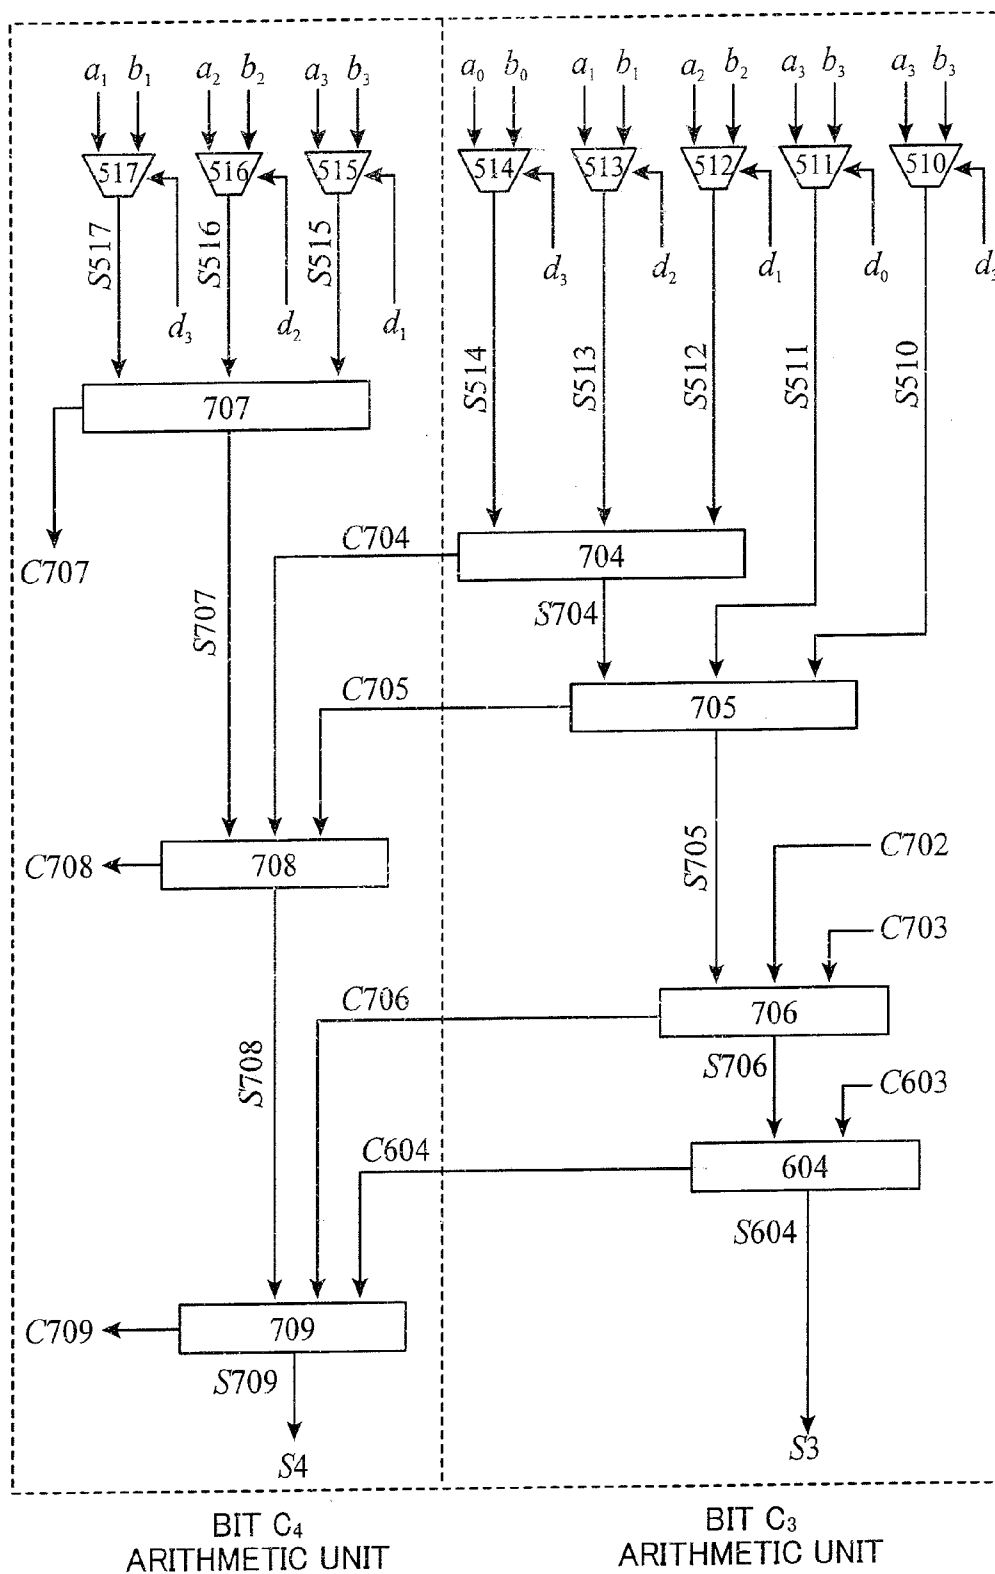 a₁ b₁ a₂ b₂ a₃ b₃ a₀ b₀ a₁ b₁ a₂ b₂ a₃ b₃ a₃ b₃
517 516 515 514 513 512 511 510
S517 S516 S515
d₃ d₂ d₁ d₀
d₃ d₂ d₁
S514 S513 S512 S511 S510
707
C707
S707
C704
704
S704
C705
705
S705
C708
708
C702
C703
C706
706
S708
S706
C603
C604
604
S604
C709
709
S709
S4
S3
BIT C₄
ARITHMETIC UNIT
BIT C₃
ARITHMETIC UNIT